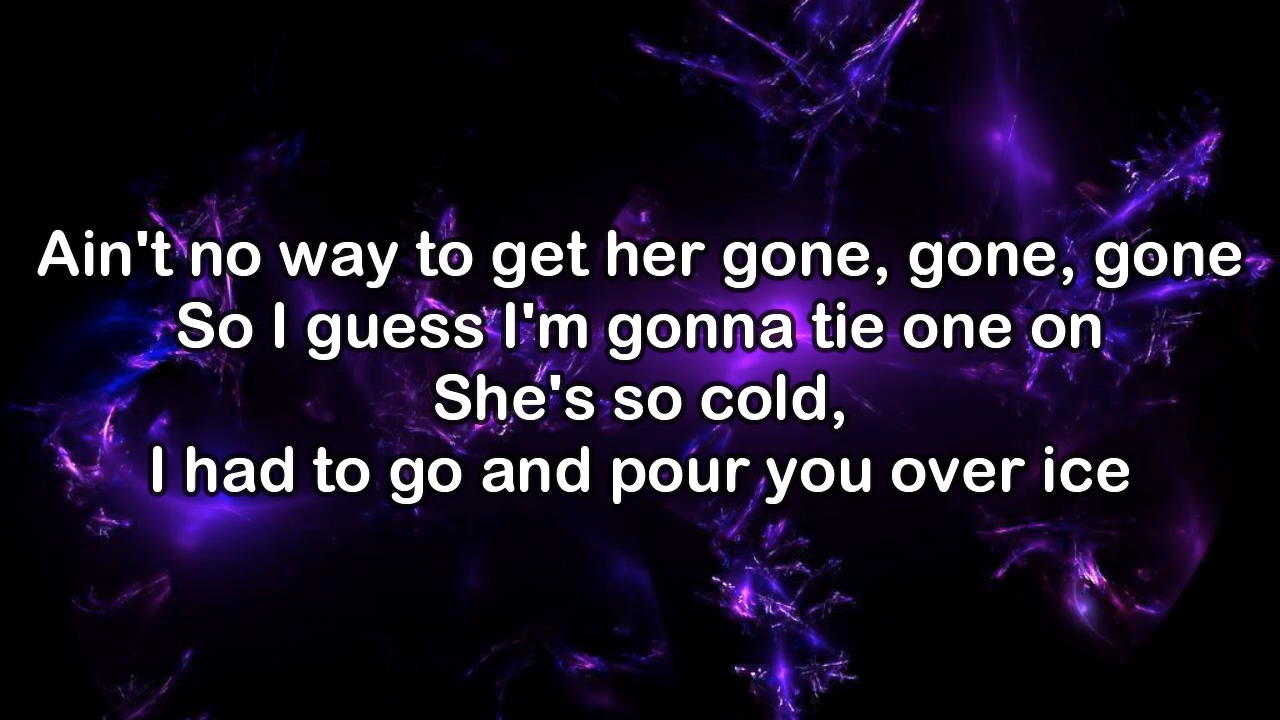 Ain't no way to get her gone, gone, gone
So I guess I'm gonna tie one on
She's so cold,
I had to go and pour you over ice